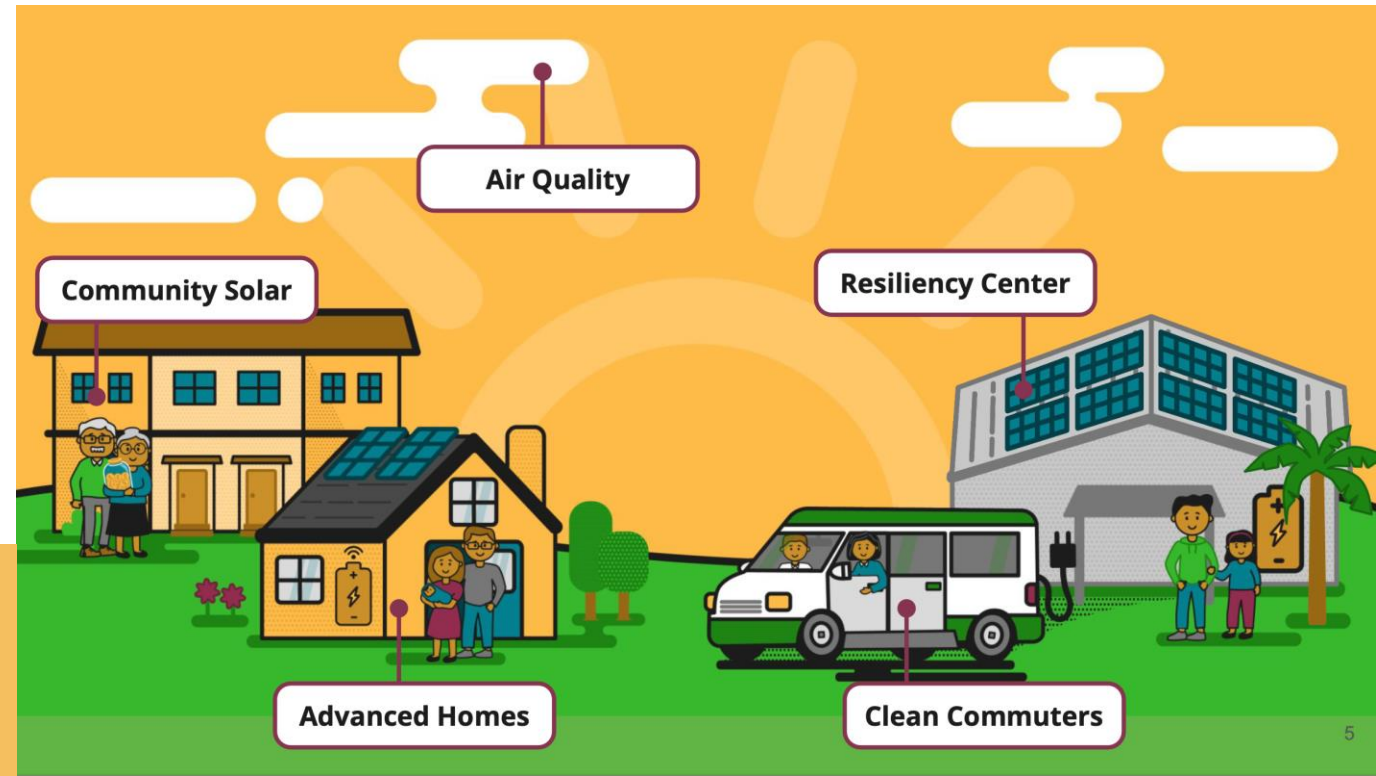 Air Quality
Community Solar
Resiliency Center
Advanced Homes
Clean Commuters
5